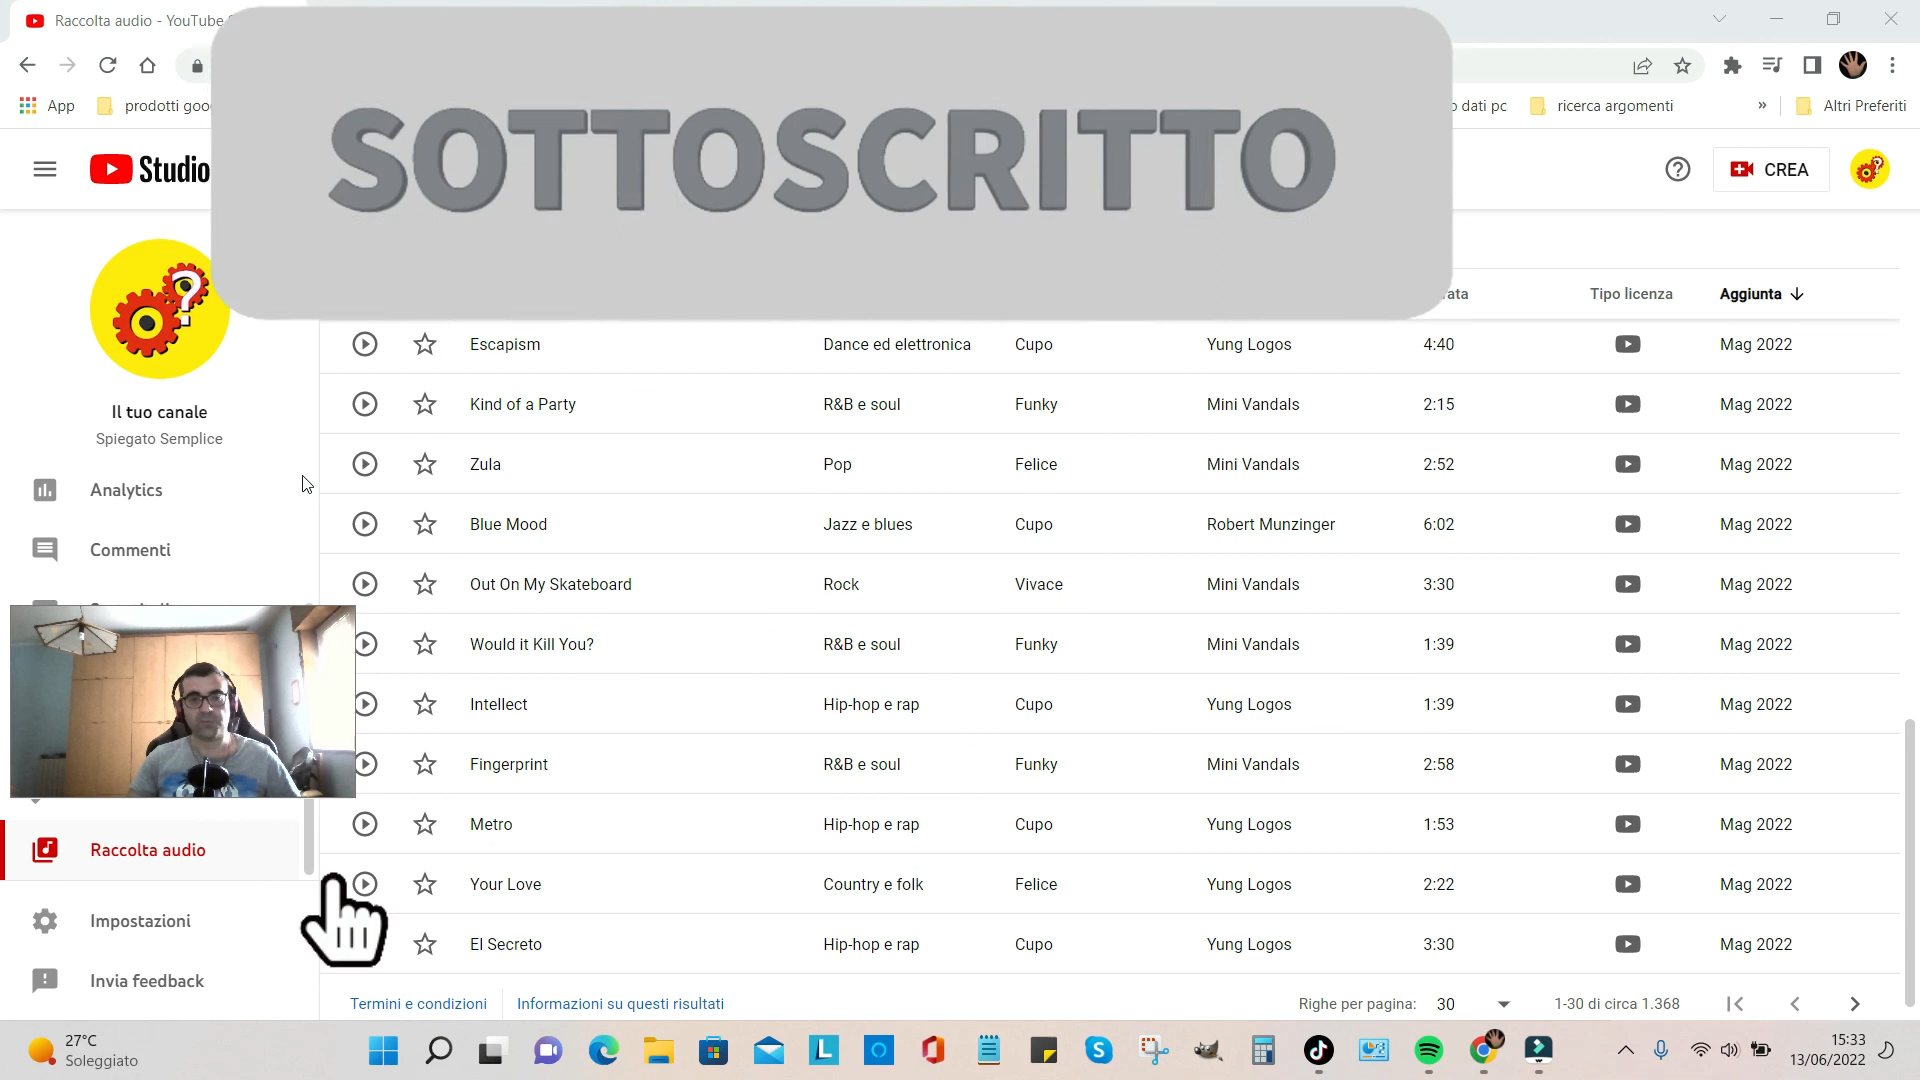 Raccolta audio - YouTube
SOTTOSCRITTO
App
prodotti goo
o dati pc
ricerca argomenti
»
Altri Preferiti
Studio
CREA
Il tuo canale
Spiegato Semplice
Analytics
Commenti
Raccolta audio
Impostazioni
Invia feedback
ata Tipo licenza Aggiunta
Escapism Dance ed elettronica Cupo Yung Logos 4:40 Mag 2022
Kind of a Party R&B e soul Funky Mini Vandals 2:15 Mag 2022
Zula Pop Felice Mini Vandals 2:52 Mag 2022
Blue Mood Jazz e blues Cupo Robert Munzinger 6:02 Mag 2022
Out On My Skateboard Rock Vivace Mini Vandals 3:30 Mag 2022
Would it Kill You? R&B e soul Funky Mini Vandals 1:39 Mag 2022
Intellect Hip-hop e rap Cupo Yung Logos 1:39 Mag 2022
Fingerprint R&B e soul Funky Mini Vandals 2:58 Mag 2022
Metro Hip-hop e rap Cupo Yung Logos 1:53 Mag 2022
Your Love Country e folk Felice Yung Logos 2:22 Mag 2022
El Secreto Hip-hop e rap Cupo Yung Logos 3:30 Mag 2022
Termini e condizioni Informazioni su questi risultati Righe per pagina: 30 1-30 di circa 1.368
27°C
Soleggiato
15:33
13/06/2022